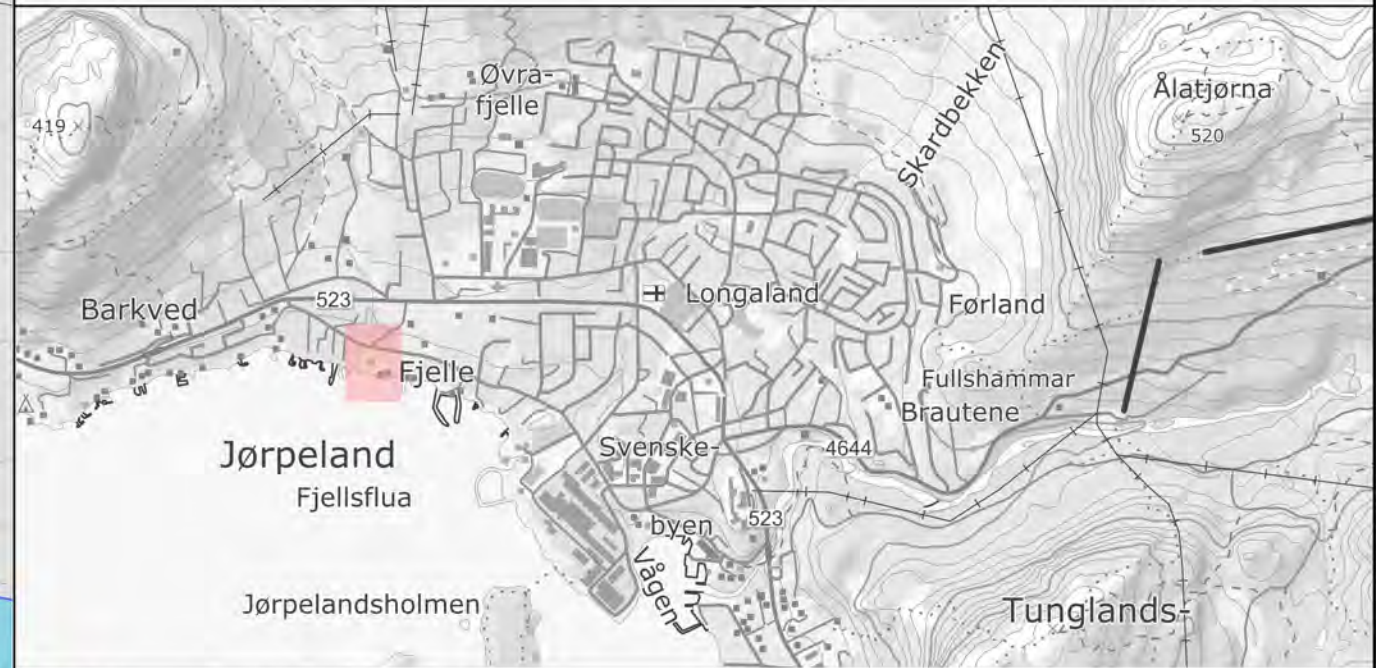 Øvra-
fjelle
Ålatjørna
520
419
Skardbekken
Barkved
523
Longaland
Førland
Fjelle
Fullshammar
Brautene
Jørpeland
Svenske-
4644
Fjellsflua
byen
523
Vågen
Jørpelandsholmen
Tunglands-